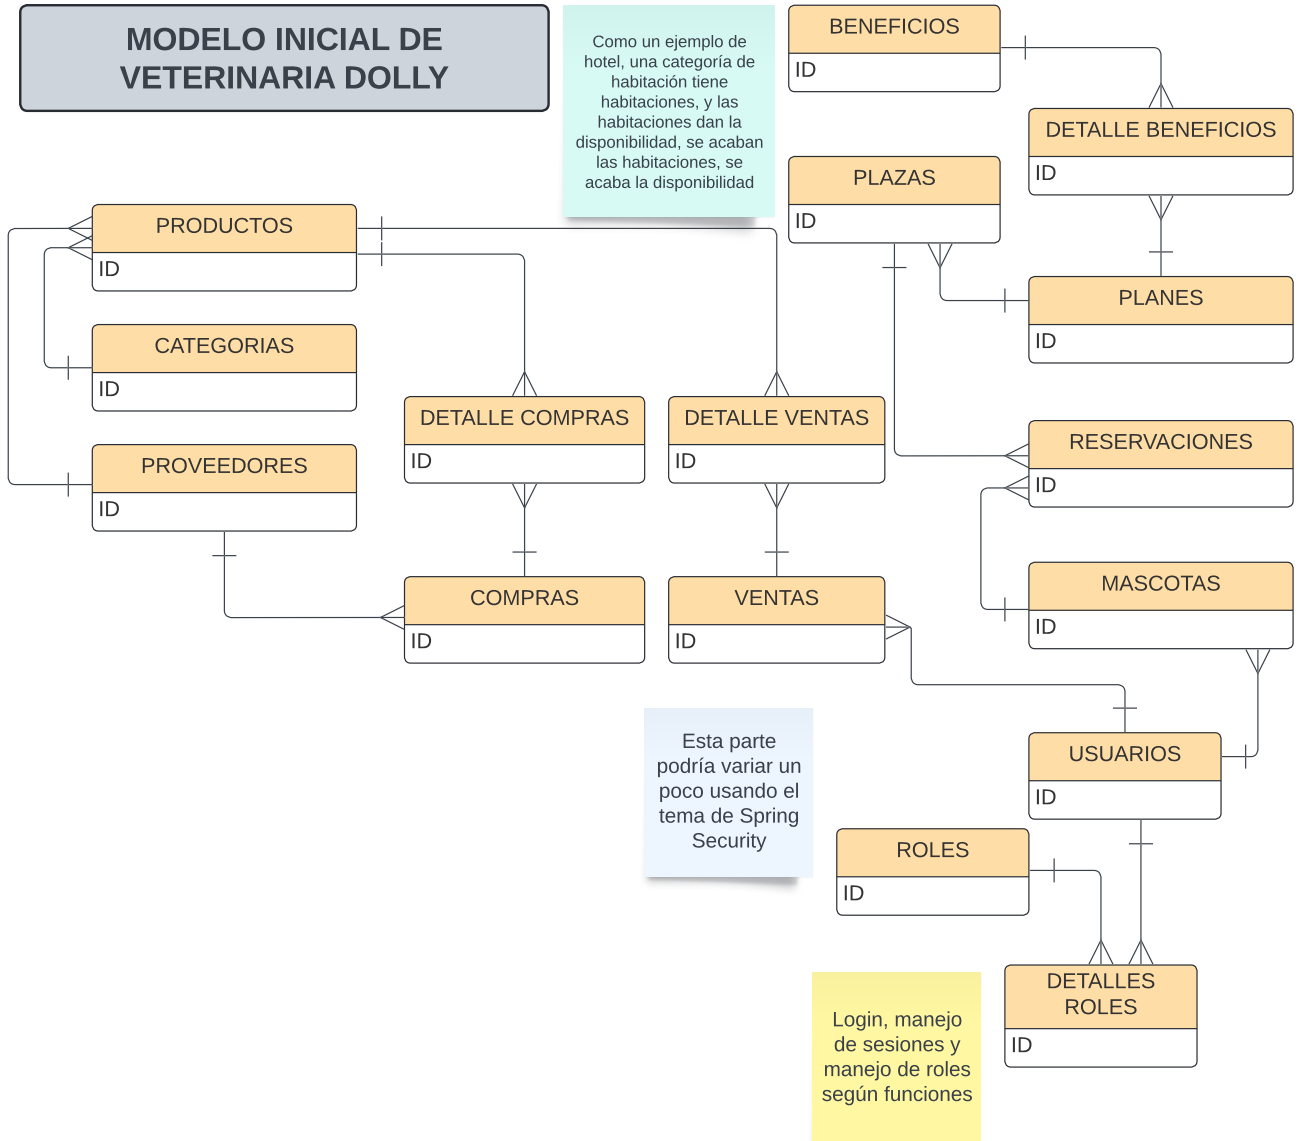 MODELO INICIAL DE
VETERINARIA DOLLY
Como un ejemplo de
hotel, una categoría de
habitación tiene
habitaciones, y las
habitaciones dan la
disponibilidad, se acaban
las habitaciones, se
acaba la disponibilidad
BENEFICIOS
ID
DETALLE BENEFICIOS
ID
PLAZAS
ID
PLANES
ID
PRODUCTOS
ID
CATEGORIAS
ID
PROVEEDORES
ID
DETALLE COMPRAS
ID
DETALLE VENTAS
ID
RESERVACIONES
ID
COMPRAS
ID
VENTAS
ID
MASCOTAS
ID
Esta parte
podría variar un
poco usando el
tema de Spring
Security
USUARIOS
ID
ROLES
ID
DETALLES
ROLES
ID
Login, manejo
de sesiones y
manejo de roles
según funciones